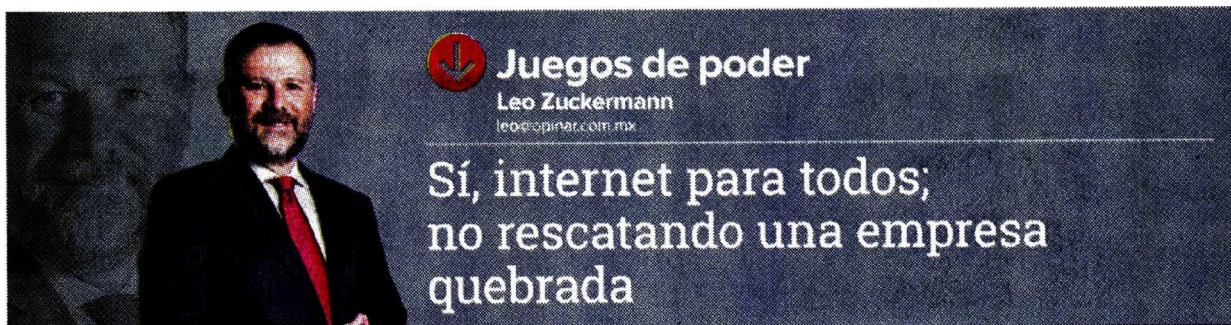 Juegos de poder
Leo Zuckermann
leo@opinar.com.mx
Sí, internet para todos;
no rescatando una empresa
quebrada